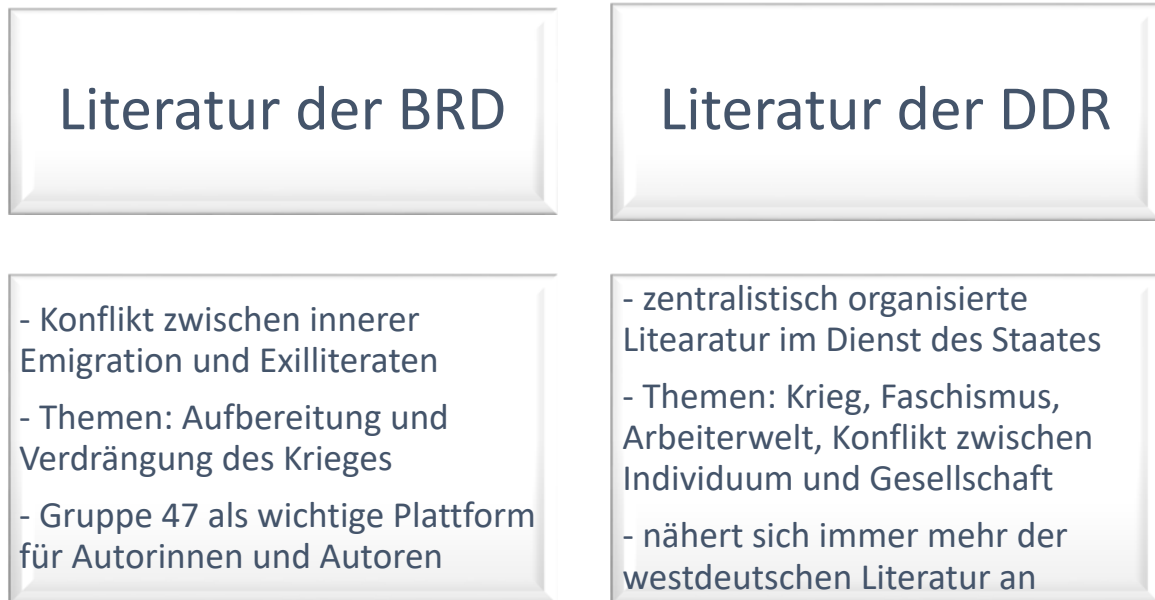 Literatur der BRD
- Konflikt zwischen innerer
Emigration und Exilliteraten
- Themen: Aufbereitung und
Verdrängung des Krieges
- Gruppe 47 als wichtige Plattform
für Autorinnen und Autoren
Literatur der DDR
- zentralistisch organisierte
Litearatur im Dienst des Staates
- Themen: Krieg, Faschismus,
Arbeiterwelt, Konflikt zwischen
Individuum und Gesellschaft
- nähert sich immer mehr der
westdeutschen Literatur an